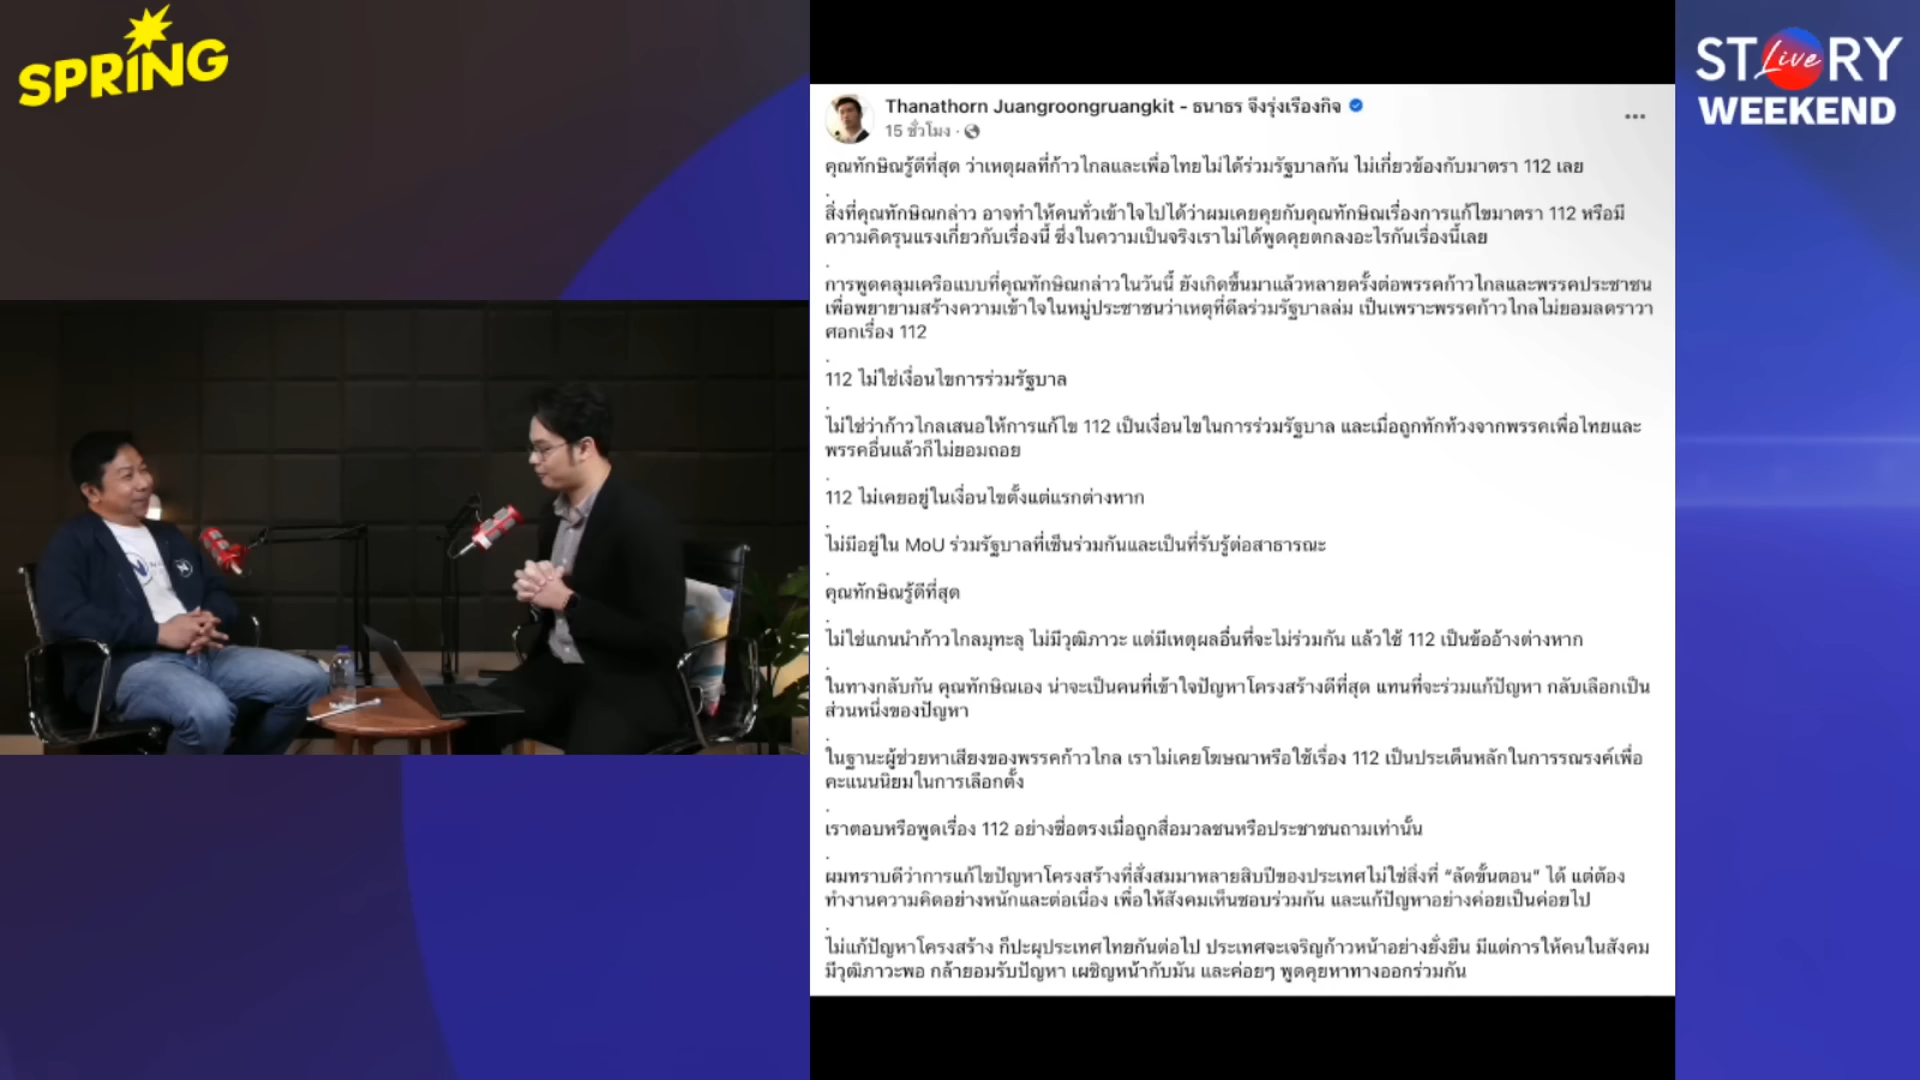 SPRiNG
STORY
Live
WEEKEND
Thanathorn Juangroongruangkit - ธนาธร จึงรุ่งเรืองกิจ
15 ชั่วโมง ·
คุณทักษิณรู้ดีที่สุด ว่าเหตุผลที่ก้าวไกลและเพื่อไทยไม่ได้ร่วมรัฐบาลกัน ไม่เกี่ยวข้องกับมาตรา 112 เลย
.
สิ่งที่คุณทักษิณกล่าว อาจทำให้คนทั่วเข้าใจไปได้ว่าผมเคยคุยกับคุณทักษิณเรื่องการแก้ไขมาตรา 112 หรือมี
ความคิดรุนแรงเกี่ยวกับเรื่องนี้ ซึ่งในความเป็นจริงเราไม่ได้พูดคุยตกลงอะไรกันเรื่องนี้เลย
.
การพูดคลุมเครือแบบที่คุณทักษิณกล่าวในวันนี้ ยังเกิดขึ้นมาแล้วหลายครั้งต่อพรรคก้าวไกลและพรรคประชาชน
เพื่อพยายามสร้างความเข้าใจในหมู่ประชาชนว่าเหตุที่ดีลร่วมรัฐบาลล่ม เป็นเพราะพรรคก้าวไกลไม่ยอมลดราวา
ศอกเรื่อง 112
.
112 ไม่ใช่เงื่อนไขการร่วมรัฐบาล
.
ไม่ใช่ว่าก้าวไกลเสนอให้การแก้ไข 112 เป็นเงื่อนไขในการร่วมรัฐบาล และเมื่อถูกทักท้วงจากพรรคเพื่อไทยและ
พรรคอื่นแล้วก็ไม่ยอมถอย
.
112 ไม่เคยอยู่ในเงื่อนไขตั้งแต่แรกต่างหาก
.
ไม่มีอยู่ใน MoU ร่วมรัฐบาลที่เซ็นร่วมกันและเป็นที่รับรู้ต่อสาธารณะ
.
คุณทักษิณรู้ดีที่สุด
.
ไม่ใช่แกนนำก้าวไกลมุทะลุ ไม่มีวุฒิภาวะ แต่มีเหตุผลอื่นที่จะไม่ร่วมกัน แล้วใช้ 112 เป็นข้ออ้างต่างหาก
.
ในทางกลับกัน คุณทักษิณเอง น่าจะเป็นคนที่เข้าใจปัญหาโครงสร้างดีที่สุด แทนที่จะร่วมแก้ปัญหา กลับเลือกเป็น
ส่วนหนึ่งของปัญหา
.
ในฐานะผู้ช่วยหาเสียงของพรรคก้าวไกล เราไม่เคยโฆษณาหรือใช้เรื่อง 112 เป็นประเด็นหลักในการรณรงค์เพื่อ
คะแนนนิยมในการเลือกตั้ง
.
เราตอบหรือพูดเรื่อง 112 อย่างซื่อตรงเมื่อถูกสื่อมวลชนหรือประชาชนถามเท่านั้น
.
ผมทราบดีว่าการแก้ไขปัญหาโครงสร้างที่สั่งสมมาหลายสิบปีของประเทศไม่ใช่สิ่งที่ “ลัดขั้นตอน” ได้ แต่ต้อง
ทำงานความคิดอย่างหนักและต่อเนื่อง เพื่อให้สังคมเห็นชอบร่วมกัน และแก้ปัญหาอย่างค่อยเป็นค่อยไป
.
ไม่แก้ปัญหาโครงสร้าง ก็ปะผุประเทศไทยกันต่อไป ประเทศจะเจริญก้าวหน้าอย่างยั่งยืน มีแต่การให้คนในสังคม
มีวุฒิภาวะพอ กล้ายอมรับปัญหา เผชิญหน้ากับมัน และค่อยๆ พูดคุยหาทางออกร่วมกัน